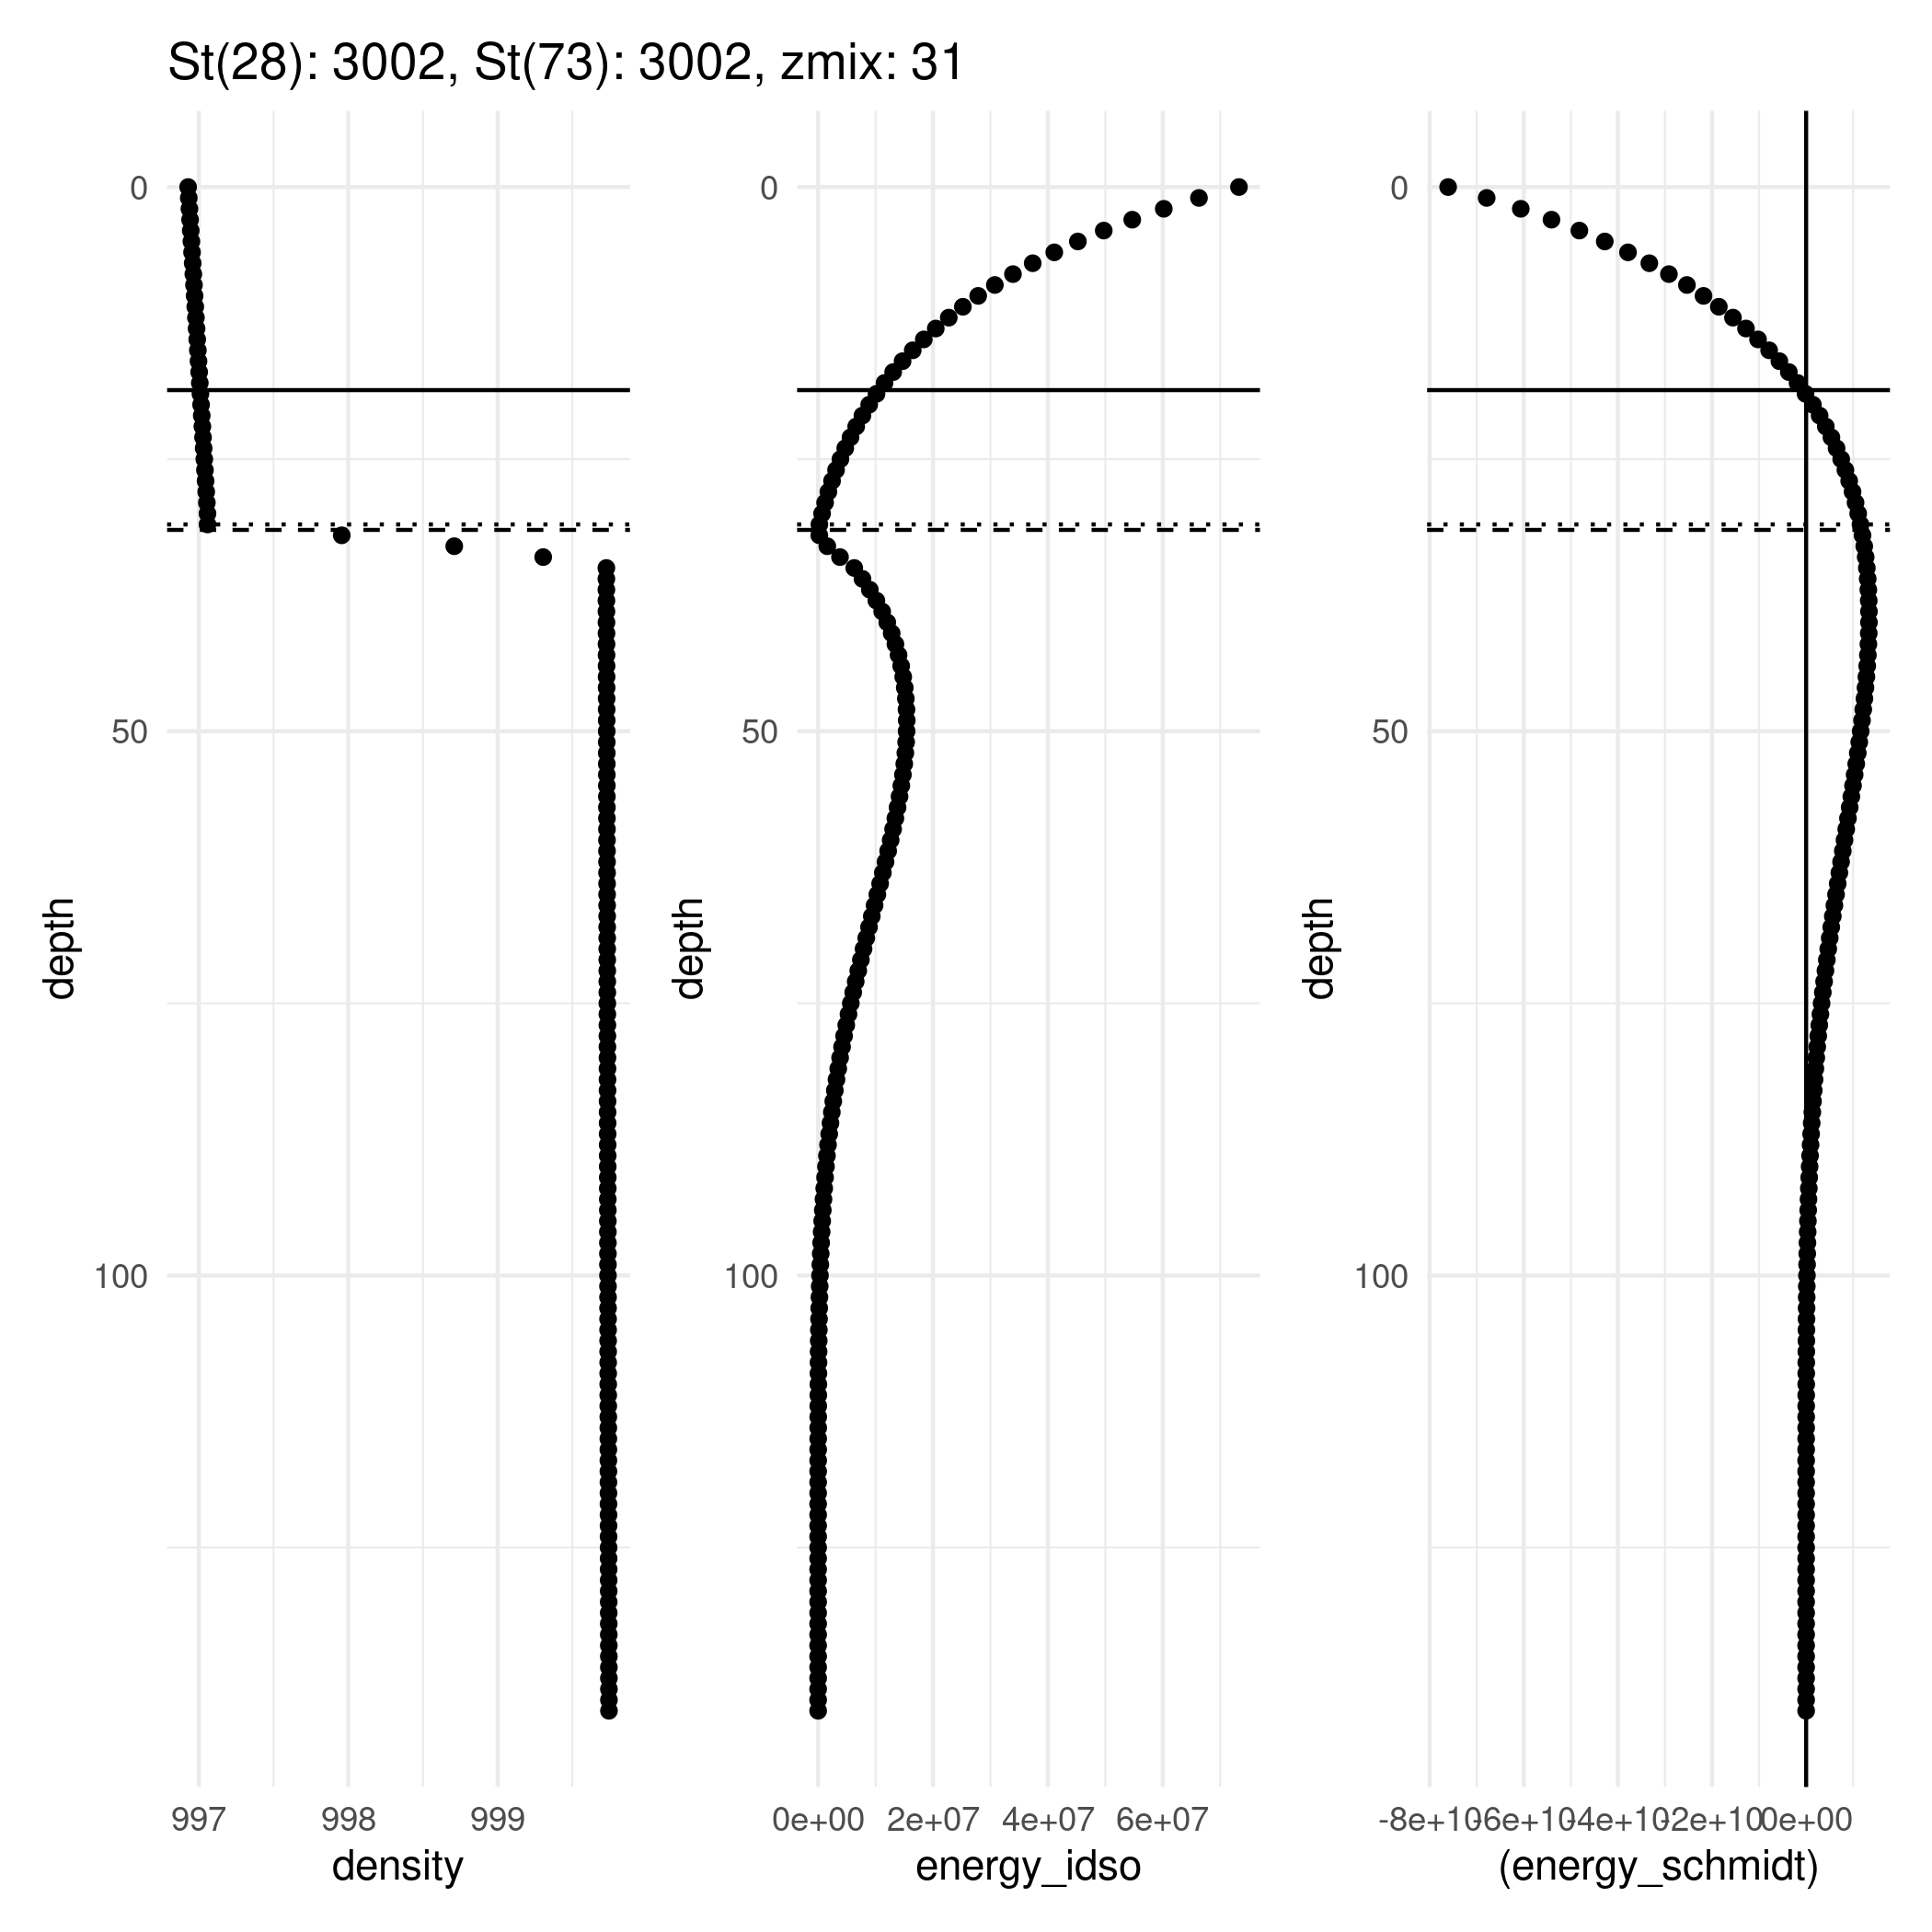 St(28): 3002, St(73): 3002, zmix: 31
0
50
100
depth
997
998
999
density
0
50
100
depth
0e+00
2e+07
4e+07
6e+07
energy_idso
0
50
100
depth
0e+00
(energy_schmidt)